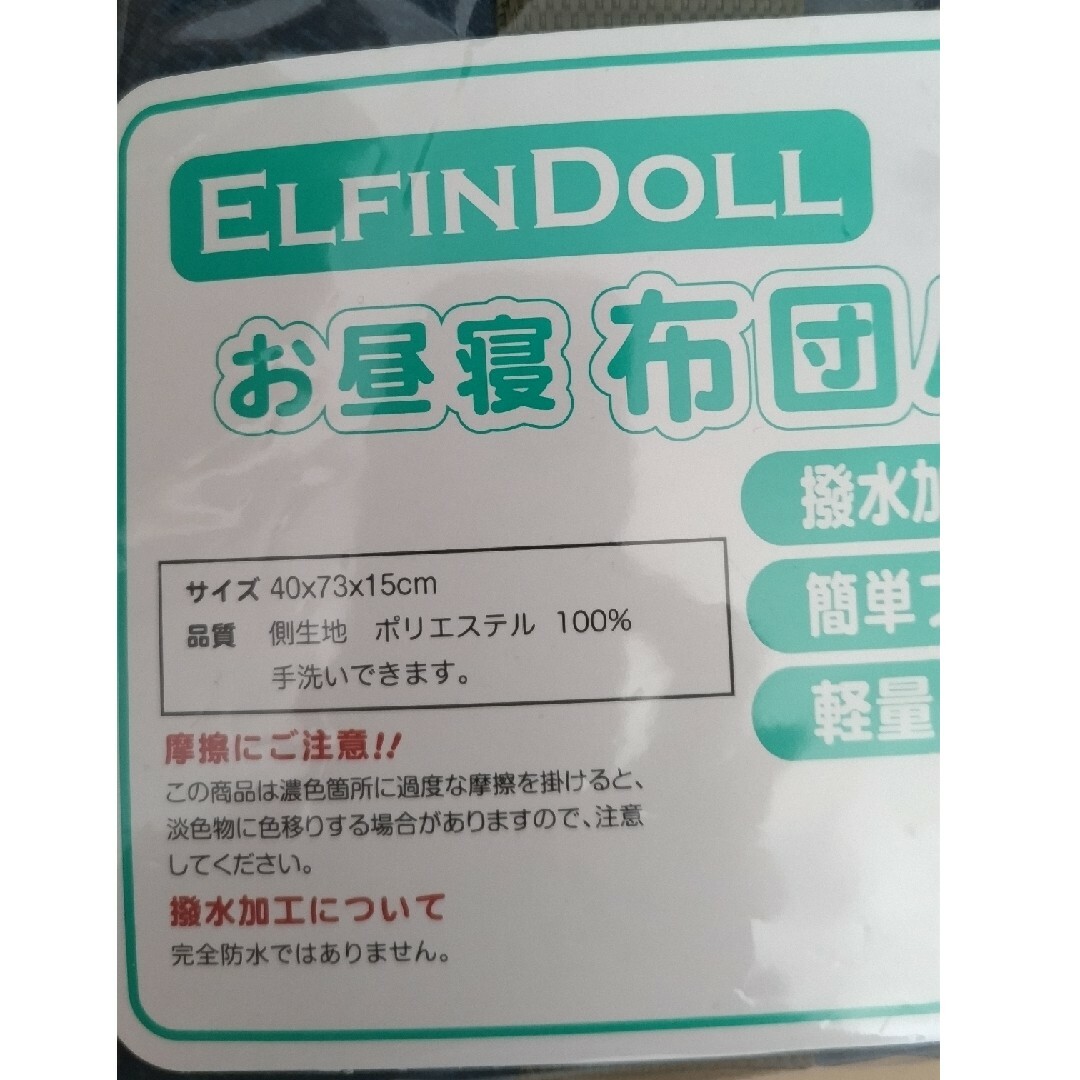 ELFINDOLL
お昼寝布団
撥水加
簡単
軽量
サイズ 40x73x15cm
品質 側生地 ポリエステル 100%
手洗いできます。
摩擦にご注意!!
この商品は濃色箇所に過度な摩擦を掛けると、
淡色物に色移りする場合がありますので、注意
してください。
撥水加工について
完全防水ではありません。